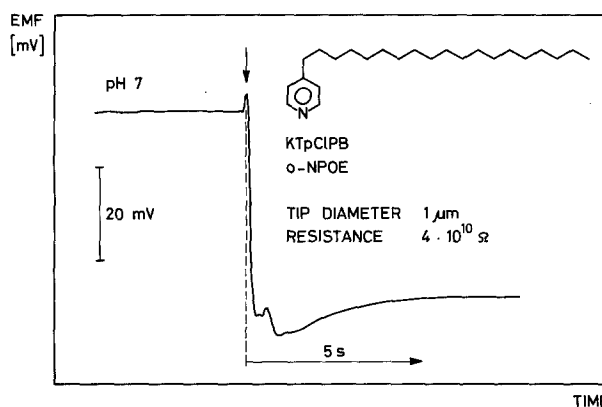 EMF
[mV]
pH 7
20 mV
N
KTpClPB
o-NPOE
TIP DIAMETER 1 μm
RESISTANCE 4 · 10¹⁰ Ω
5 s
TIME